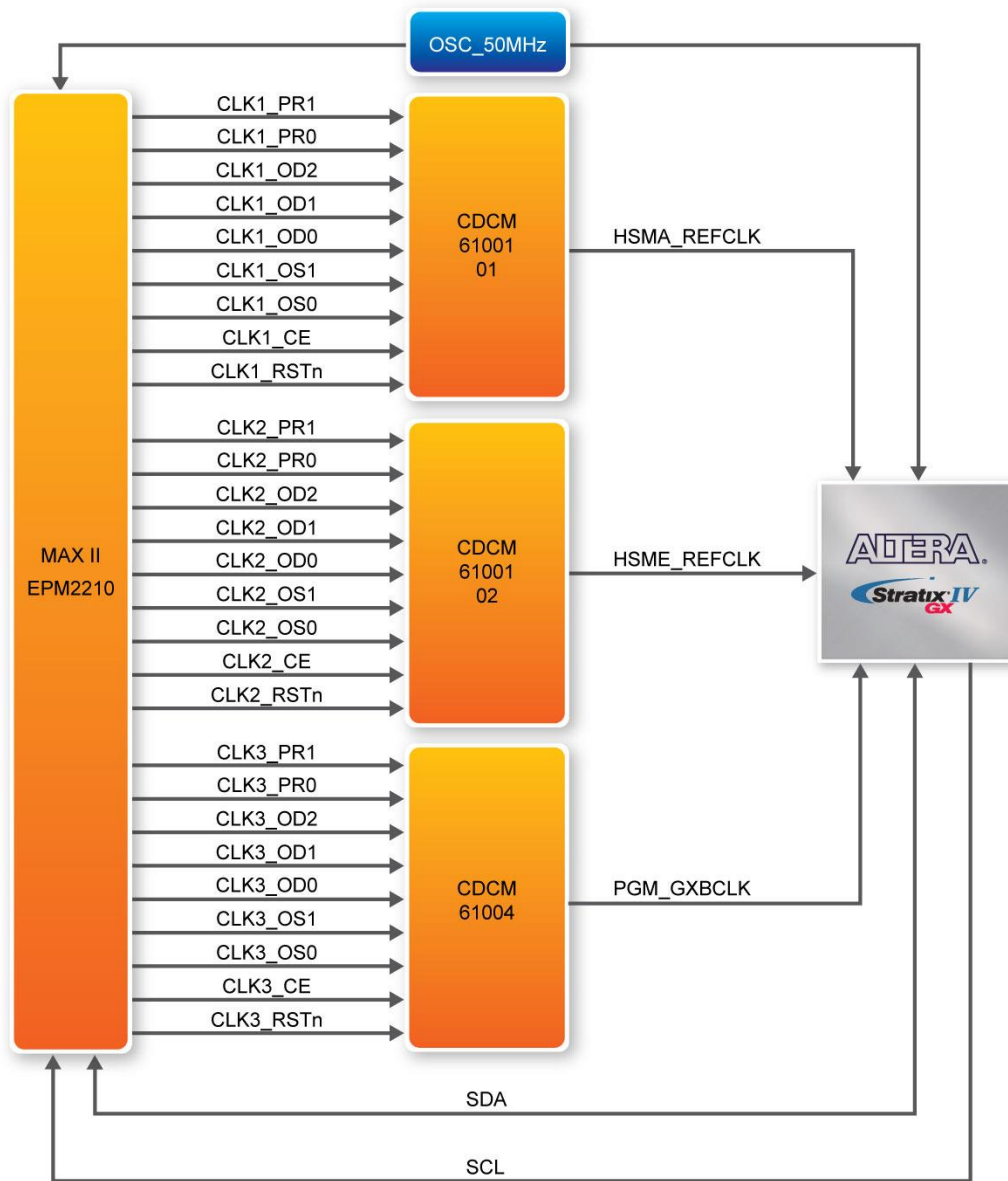 OSC_50MHz
MAX II
EPM2210
CLK1_PR1
CLK1_PR0
CLK1_OD2
CLK1_OD1
CLK1_OD0
CLK1_OS1
CLK1_OS0
CLK1_CE
CLK1_RSTn
CDCM
61001
01
HSMA_REFCLK
CLK2_PR1
CLK2_PR0
CLK2_OD2
CLK2_OD1
CLK2_OD0
CLK2_OS1
CLK2_OS0
CLK2_CE
CLK2_RSTn
CDCM
61001
02
HSME_REFCLK
ALTERA®
Stratix® IV
GX
CLK3_PR1
CLK3_PR0
CLK3_OD2
CLK3_OD1
CLK3_OD0
CLK3_OS1
CLK3_OS0
CLK3_CE
CLK3_RSTn
CDCM
61004
PGM_GXBCLK
SDA
SCL